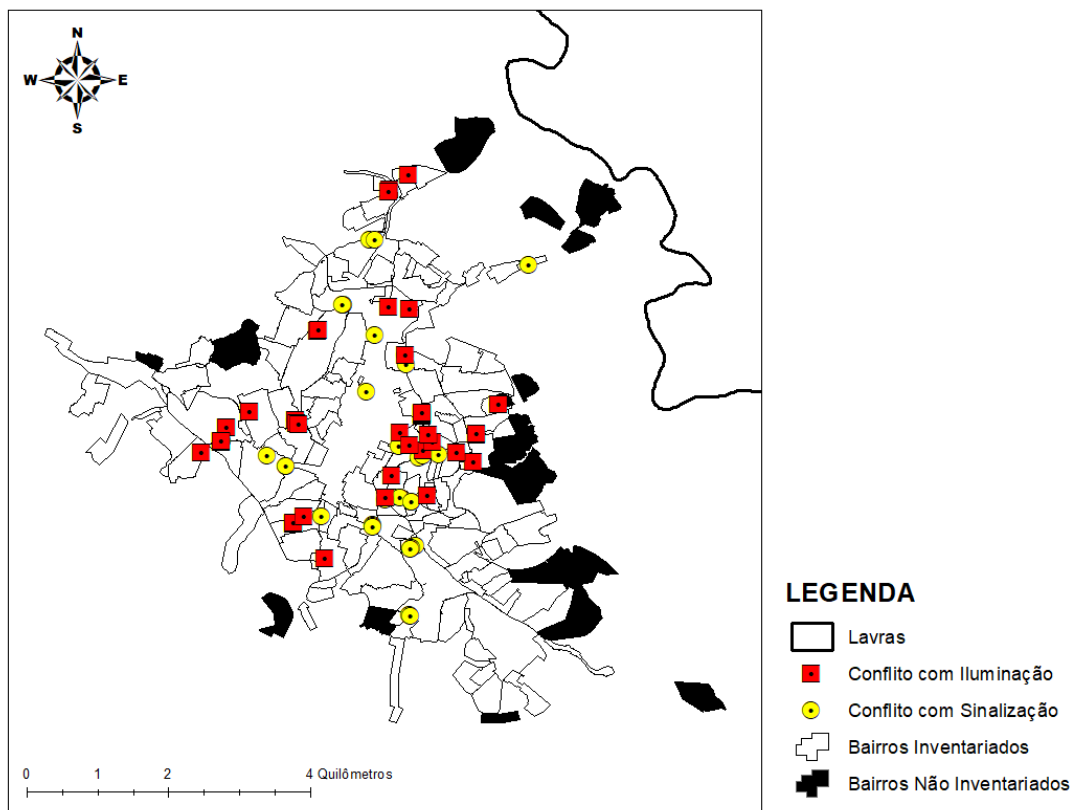 N
W E
S
LEGENDA
Lavras
Conflito com Iluminação
Conflito com Sinalização
Bairros Inventariados
Bairros Não Inventariados
0 1 2 4 Quilômetros